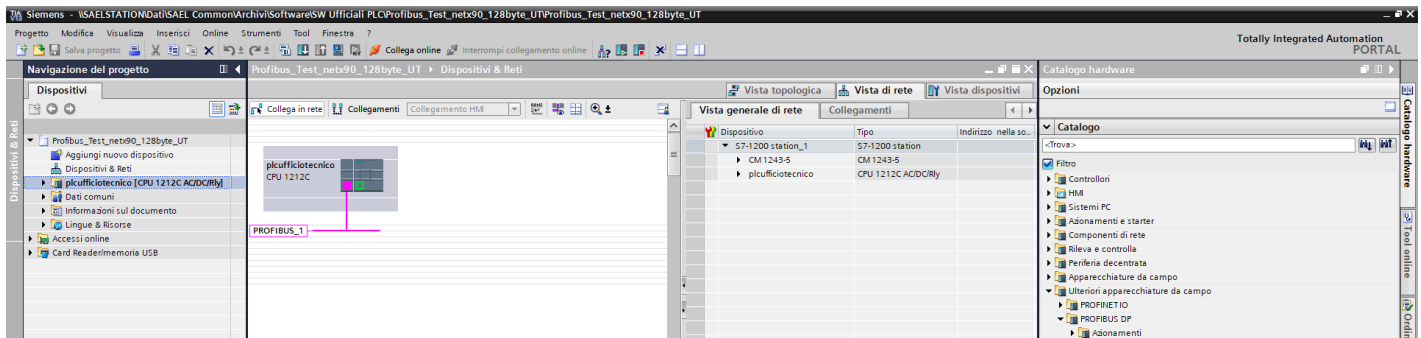 Siemens - \\SAELSTATION\Dati\SAEL Common\Archivi\Software\SW Ufficiali PLC\Profibus_Test_netx90_128byte_UT\Profibus_Test_netx90_128byte_UT
Progetto Modifica Visualizza Inserisci Online Strumenti Tool Finestra ?
Totally Integrated Automation
PORTAL
Salva progetto Collega online Interrompi collegamento online
Navigazione del progetto
Profibus_Test_netx90_128byte_UT Dispositivi & Reti
Catalogo hardware
Dispositivi
Vista topologica Vista di rete Vista dispositivi
Opzioni
Collega in rete Collegamenti Collegamento HMI
Vista generale di rete Collegamenti
Dispositivo Tipo Indirizzo nella so..
S7-1200 station_1 S7-1200 station
CM 1243-5 CM 1243-5
plcufficiotecnico CPU 1212C AC/DC/Rly
Profibus_Test_netx90_128byte_UT
Aggiungi nuovo dispositivo
Dispositivi & Reti
plcufficiotecnico [CPU 1212C AC/DC/Rly]
Dati comuni
Informazioni sul documento
Lingue & Risorse
Accessi online
Card Reader/memoria USB
plcufficiotecnico
CPU 1212C
PROFIBUS_1
Catalogo
<Trova>
Filtro
Controllori
HMI
Sistemi PC
Azionamenti e starter
Componenti di rete
Rileva e controlla
Periferia decentrata
Apparecchiature da campo
Ulteriori apparecchiature da campo
PROFINET IO
PROFIBUS DP
Azionamenti
Dispositivi & Reti
Catalogo hardware
Tool online